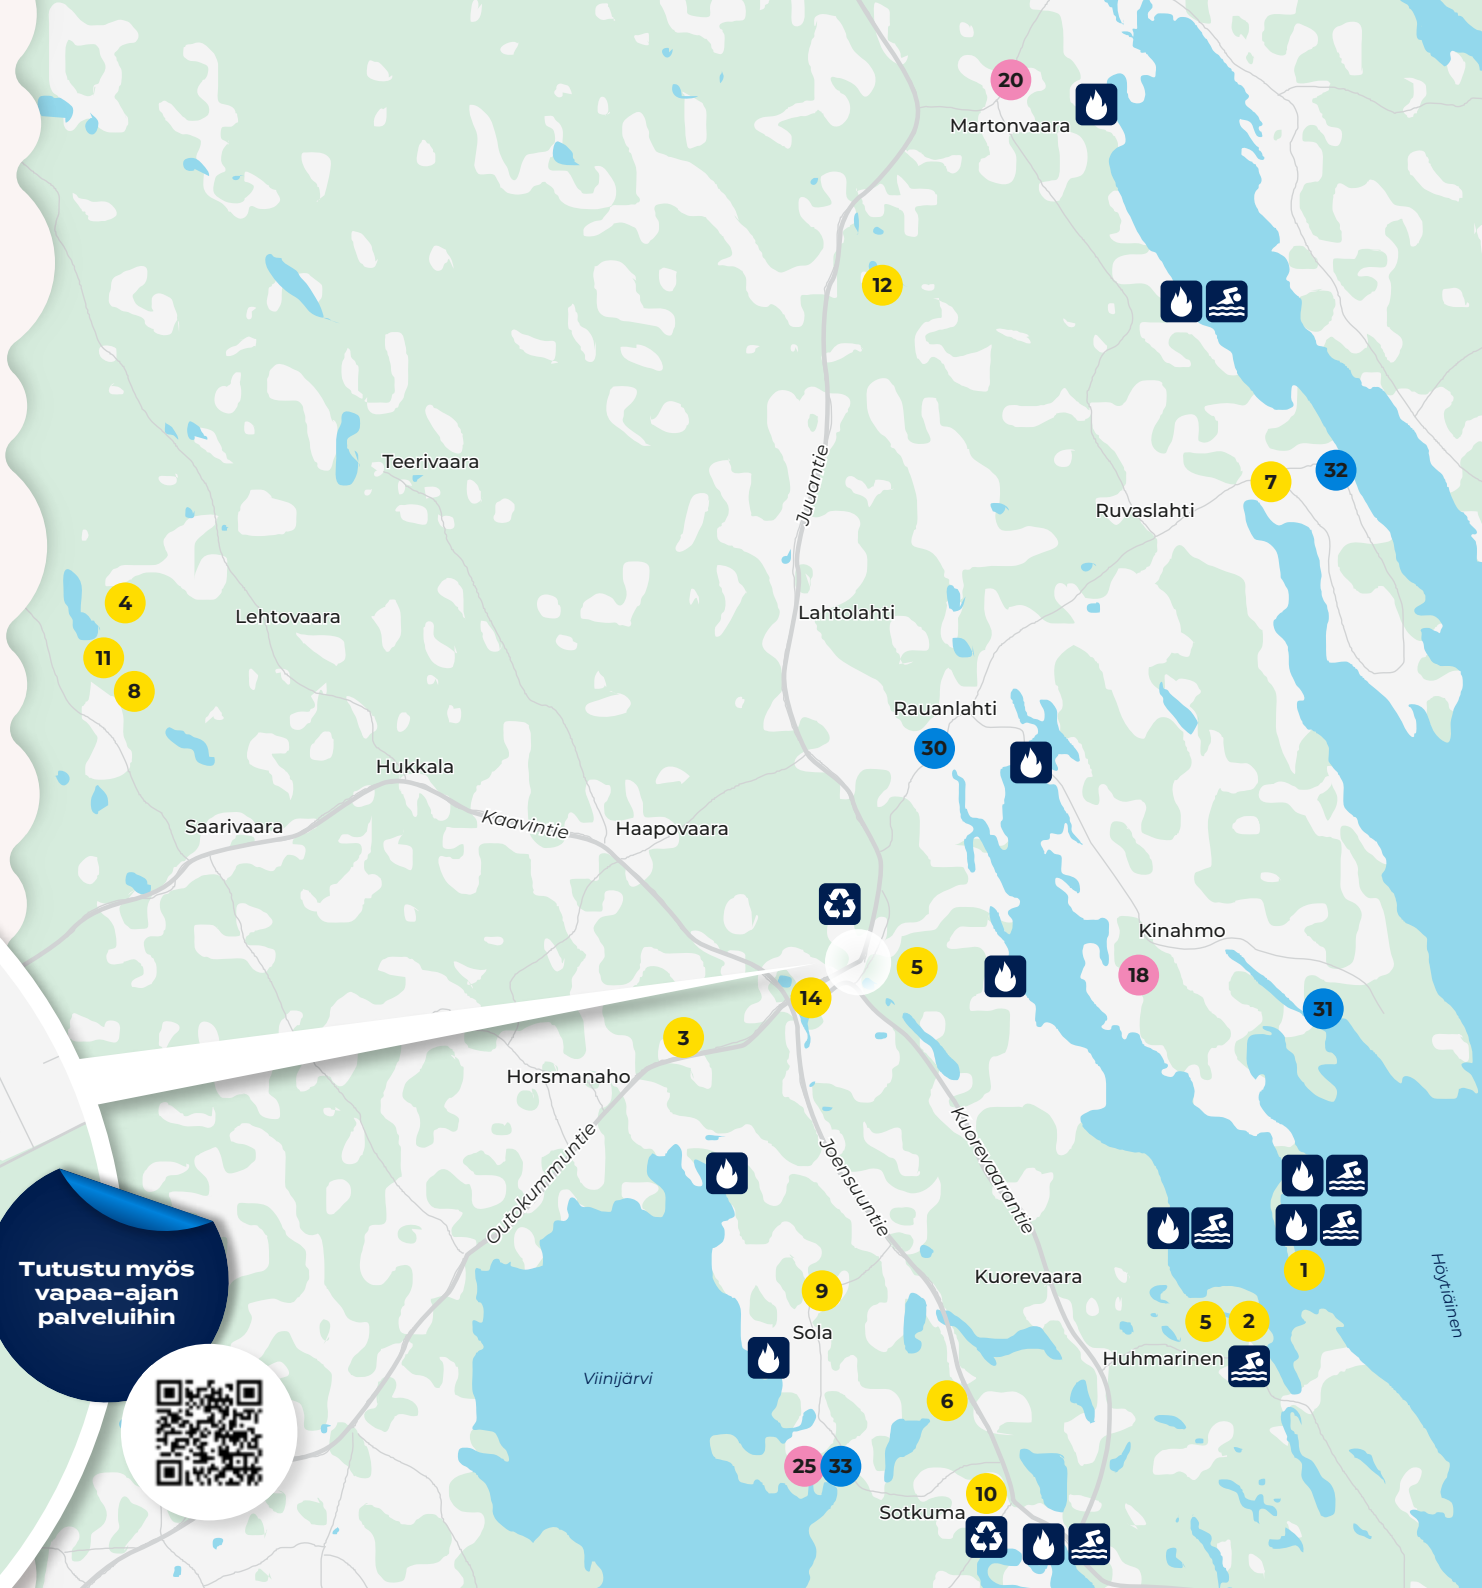 20
Martonvaara
12
Juuantie
7
32
Teerivaara
Ruvaslahti
4
Lehtovaara
Lahtolahti
11
8
Rauanlahti
30
Hukkala
Kaavintie
Saarivaara
Haapovaara
Kinahmo
5
18
14
31
3
Horsmanaho
Outokummuntie
Joensuuntie
Kuorevaarantie
Tutustu myös
vapaa-ajan
palveluihin
Kuorevaara
1
Höytiäinen
9
Sola
5
2
Huhmarinen
Viinijärvi
6
25
33
10
Sotkuma